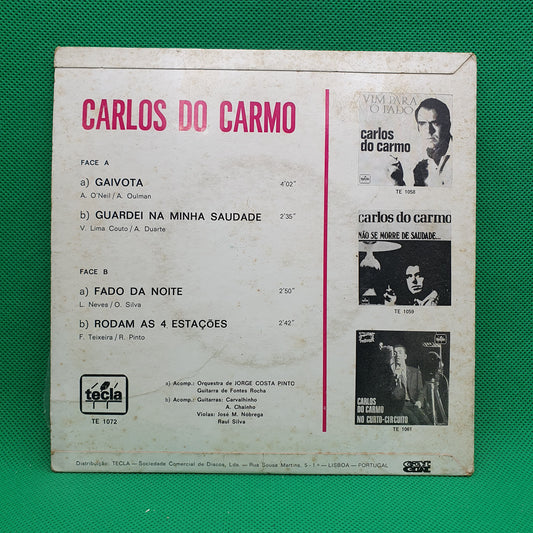 CARLOS DO CARMO
FACE A
a) GAIVOTA 4'02"
A. O'Neil / A. Oulman
b) GUARDEI NA MINHA SAUDADE 2'35"
V. Lima Couto / A. Duarte
FACE B
a) FADO DA NOITE 2'50"
L. Neves / O. Silva
b) RODAM AS 4 ESTAÇÕES 2'42"
F. Teixeira / R. Pinto
a) Acomp.: Orquestra de JORGE COSTA PINTO
Guitarra de Fontes Rocha
b) Acomp.: Guitarras: Carvalhinho
A. Chainho
Violas: José M. Nóbrega
Raul Silva
tecla
TE 1072
VIM PARA
O FADO
carlos
do carmo
tecla
TE 1058
carlos do carmo
NÃO SE MORRE DE SAUDADE...
TE 1059
CARLOS
DO CARMO
NO CURTO-CIRCUITO
TE 1061
Distribuição: TECLA — Sociedade Comercial de Discos, Lda. — Rua Sousa Martins, 5-1.º — LISBOA — PORTUGAL